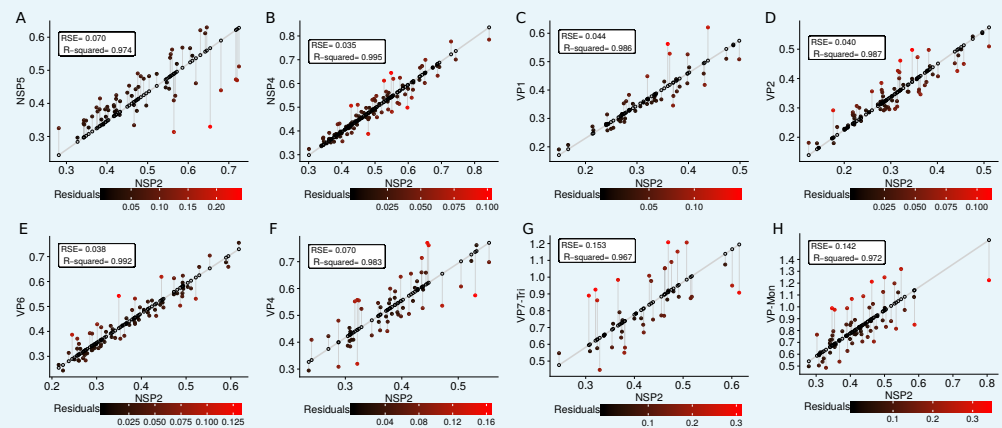 A
RSE= 0.070
R-squared= 0.974
NSP5
0.6
0.5
0.4
0.3
0.3 0.4 0.5 0.6 0.7
NSP2
Residuals
0.05 0.10 0.15 0.20
B
RSE= 0.035
R-squared= 0.995
NSP4
0.8
0.7
0.6
0.5
0.4
0.3
0.3 0.4 0.5 0.6 0.7 0.8
NSP2
Residuals
0.025 0.050 0.075 0.100
C
RSE= 0.044
R-squared= 0.986
VP1
0.6
0.5
0.4
0.3
0.2
0.2 0.3 0.4 0.5
NSP2
Residuals
0.05 0.10
D
RSE= 0.040
R-squared= 0.987
VP2
0.5
0.4
0.3
0.2
0.1 0.2 0.3 0.4 0.5
NSP2
Residuals
0.025 0.050 0.075 0.100
E
RSE= 0.038
R-squared= 0.992
VP6
0.7
0.6
0.5
0.4
0.3
0.2 0.3 0.4 0.5 0.6
NSP2
Residuals
0.025 0.050 0.075 0.100 0.125
F
RSE= 0.070
R-squared= 0.983
VP4
0.7
0.6
0.5
0.4
0.3
0.3 0.4 0.5
NSP2
Residuals
0.04 0.08 0.12 0.16
G
RSE= 0.153
R-squared= 0.967
VP7-Tri
1.2
1.1
1.0
0.9
0.8
0.7
0.6
0.5
0.3 0.4 0.5 0.6
NSP2
Residuals
0.1 0.2 0.3
H
RSE= 0.142
R-squared= 0.972
VP-Mon
1.4
1.3
1.2
1.1
1.0
0.9
0.8
0.7
0.6
0.5
0.3 0.4 0.5 0.6 0.7 0.8
NSP2
Residuals
0.1 0.2 0.3